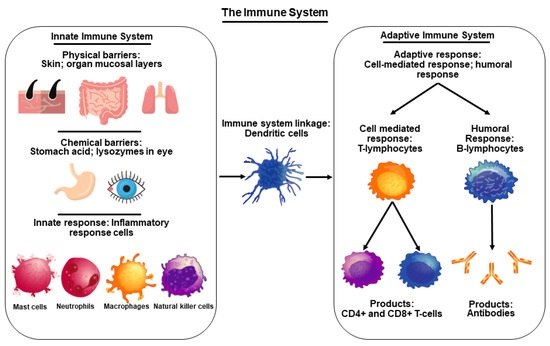 The Immune System
Innate Immune System
Physical barriers:
Skin; organ mucosal layers
Chemical barriers:
Stomach acid; lysozymes in eye
Innate response: Inflammatory
response cells
Mast cells
Neutrophils
Macrophages
Natural killer cells
Immune system linkage:
Dendritic cells
Adaptive Immune System
Adaptive response:
Cell-mediated response; humoral
response
Cell mediated
response:
T-lymphocytes
Humoral
Response:
B-lymphocytes
Products:
CD4+ and CD8+ T-cells
Products:
Antibodies